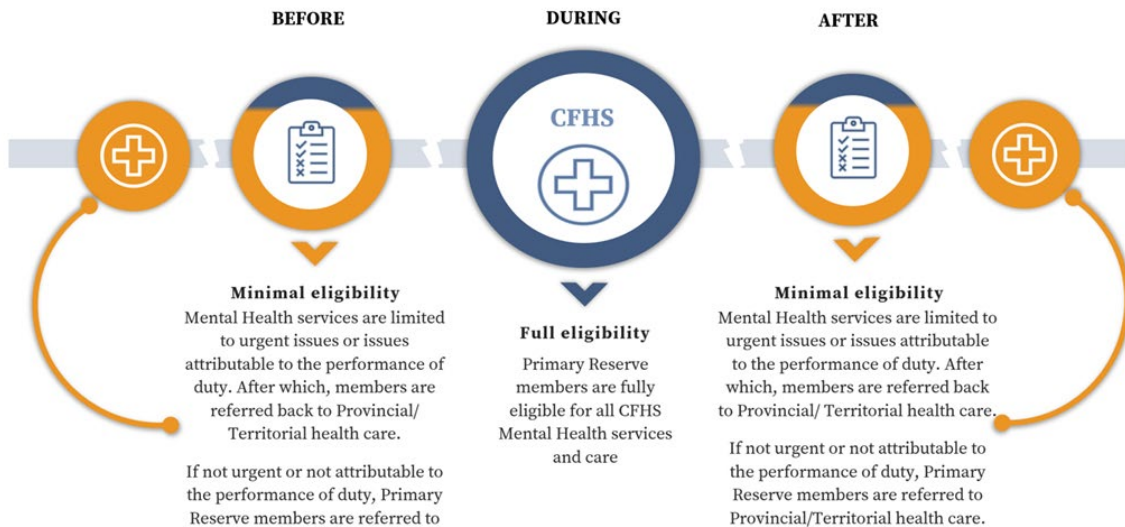 BEFORE
DURING
AFTER
CFHS
Minimal eligibility
Mental Health services are limited
to urgent issues or issues
attributable to the performance of
duty. After which, members are
referred back to Provincial/
Territorial health care.
If not urgent or not attributable to
the performance of duty, Primary
Reserve members are referred to
Full eligibility
Primary Reserve
members are fully
eligible for all CFHS
Mental Health services
and care
Minimal eligibility
Mental Health services are limited to
urgent issues or issues attributable
to the performance of duty. After
which, members are referred back
to Provincial/ Territorial health care.
If not urgent or not attributable to
the performance of duty, Primary
Reserve members are referred to
Provincial/Territorial health care.